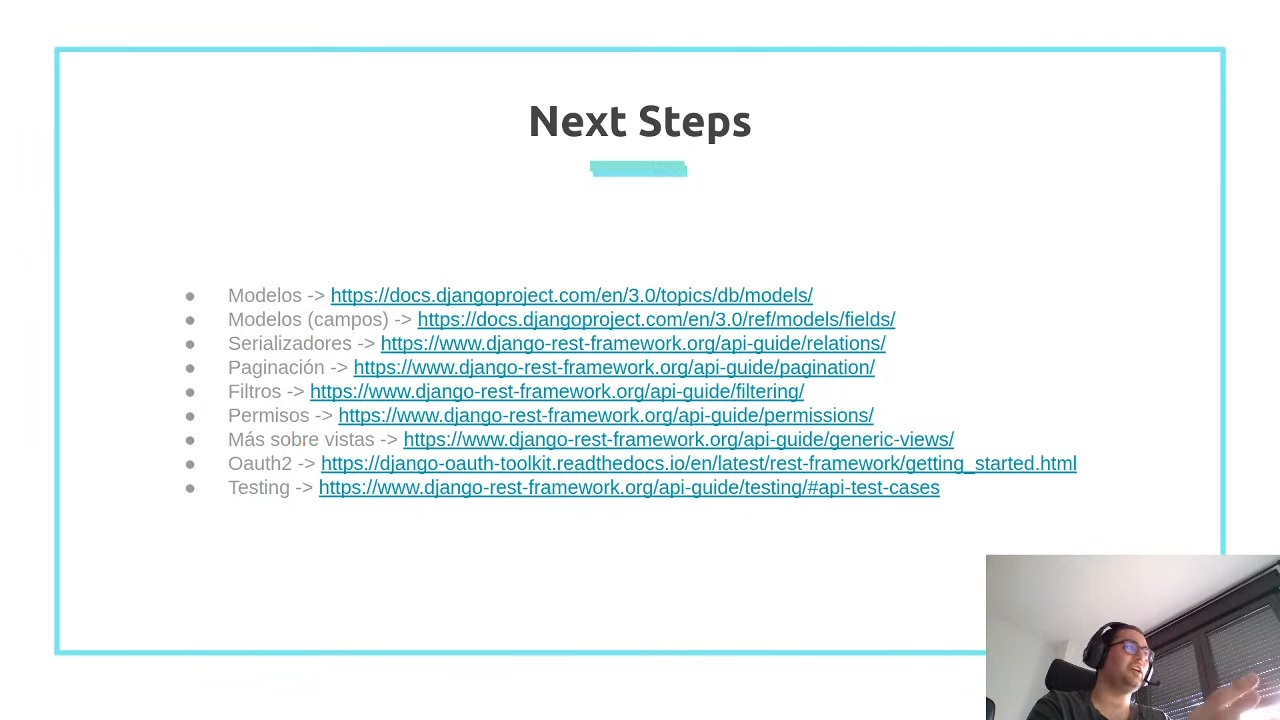 Next Steps
● Modelos -> https://docs.djangoproject.com/en/3.0/topics/db/models/
● Modelos (campos) -> https://docs.djangoproject.com/en/3.0/ref/models/fields/
● Serializadores -> https://www.django-rest-framework.org/api-guide/relations/
● Paginación -> https://www.django-rest-framework.org/api-guide/pagination/
● Filtros -> https://www.django-rest-framework.org/api-guide/filtering/
● Permisos -> https://www.django-rest-framework.org/api-guide/permissions/
● Más sobre vistas -> https://www.django-rest-framework.org/api-guide/generic-views/
● Oauth2 -> https://django-oauth-toolkit.readthedocs.io/en/latest/rest-framework/getting_started.html
● Testing -> https://www.django-rest-framework.org/api-guide/testing/#api-test-cases